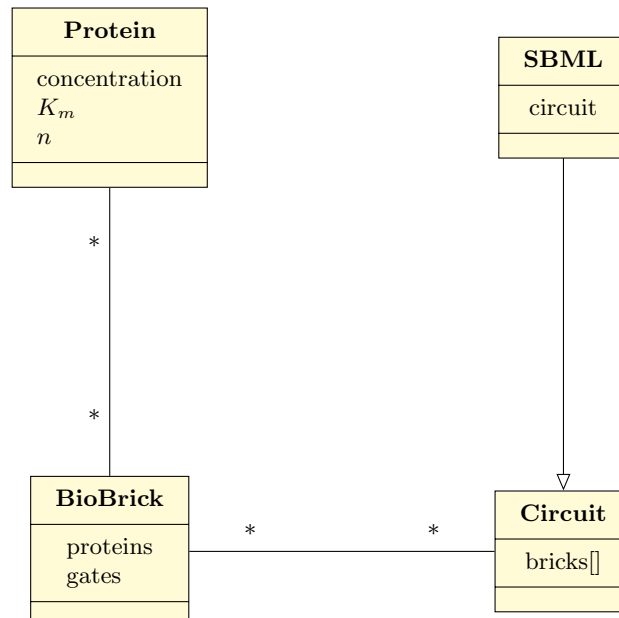 Protein
concentration
K_m
n
SBML
circuit
*
*
BioBrick
proteins
gates
*
*
Circuit
bricks[]